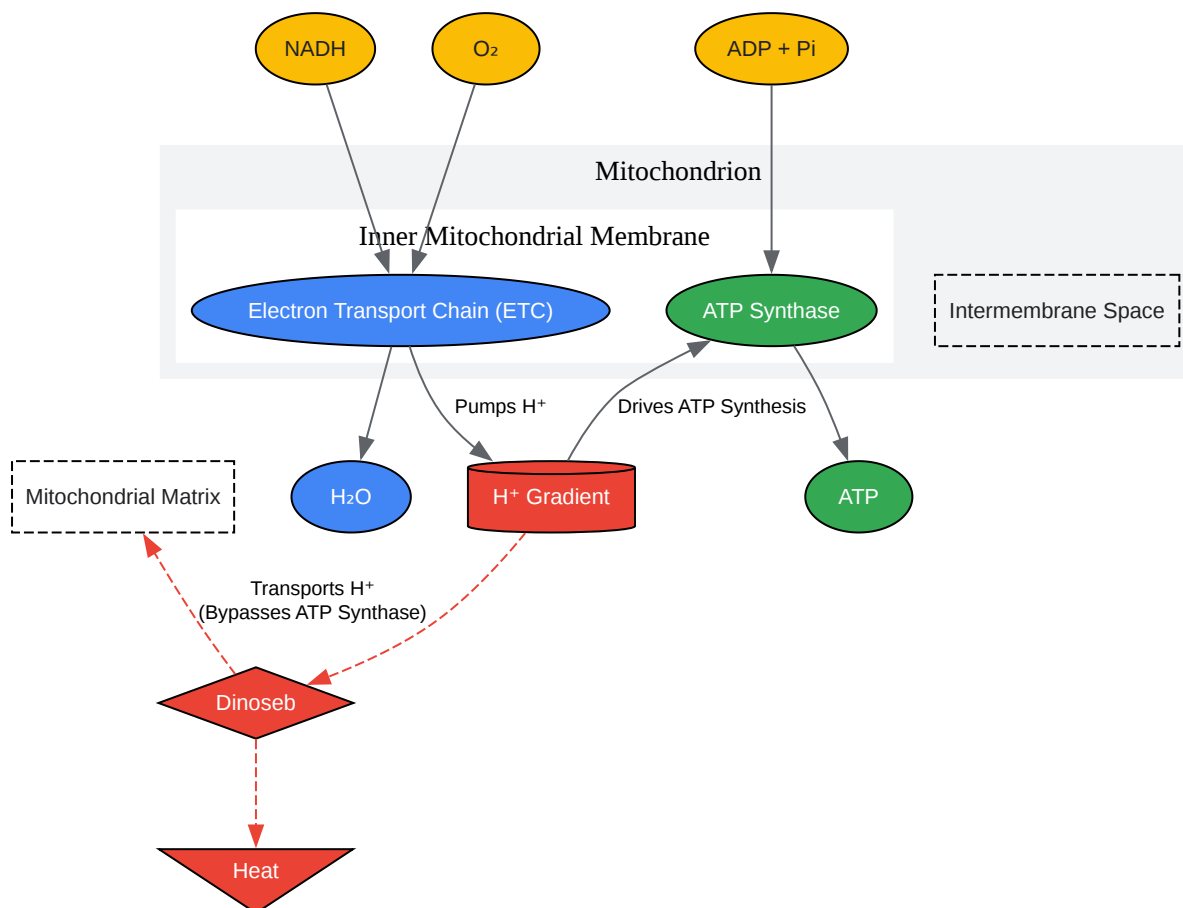 NADH
O₂
ADP + Pi
Mitochondrion
Inner Mitochondrial Membrane
Electron Transport Chain (ETC)
ATP Synthase
Intermembrane Space
Pumps H⁺
Drives ATP Synthesis
Mitochondrial Matrix
H₂O
H⁺ Gradient
ATP
Transports H⁺
(Bypasses ATP Synthase)
Dinoseb
Heat